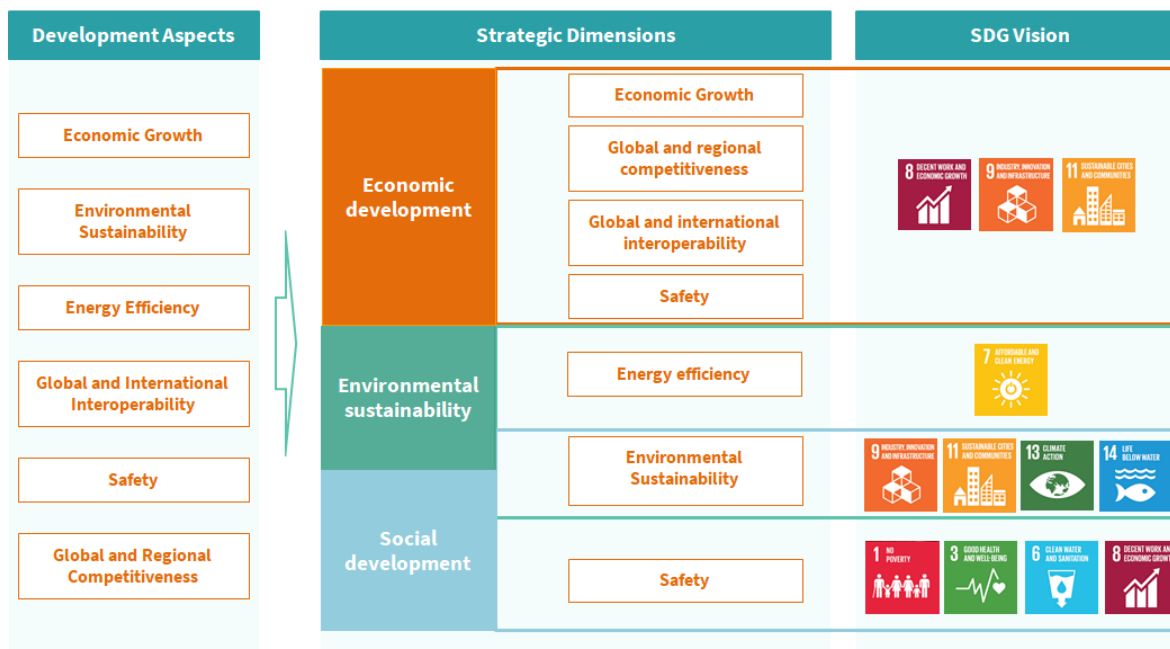 Development Aspects
Economic Growth
Environmental
Sustainability
Energy Efficiency
Global and International
Interoperability
Safety
Global and Regional
Competitiveness
Strategic Dimensions
SDG Vision
Economic
development
Economic Growth
Global and regional
competitiveness
Global and international
interoperability
Safety
8 DECENT WORK AND
ECONOMIC GROWTH
9 INDUSTRY, INNOVATION
AND INFRASTRUCTURE
11 SUSTAINABLE CITIES
AND COMMUNITIES
Environmental
sustainability
Energy efficiency
7 AFFORDABLE AND
CLEAN ENERGY
Environmental
Sustainability
9 INDUSTRY, INNOVATION
AND INFRASTRUCTURE
11 SUSTAINABLE CITIES
AND COMMUNITIES
13 CLIMATE
ACTION
14 LIFE
BELOW WATER
Social
development
Safety
1 NO
POVERTY
3 GOOD HEALTH
AND WELL-BEING
6 CLEAN WATER
AND SANITATION
8 DECENT WORK AND
ECONOMIC GROWT